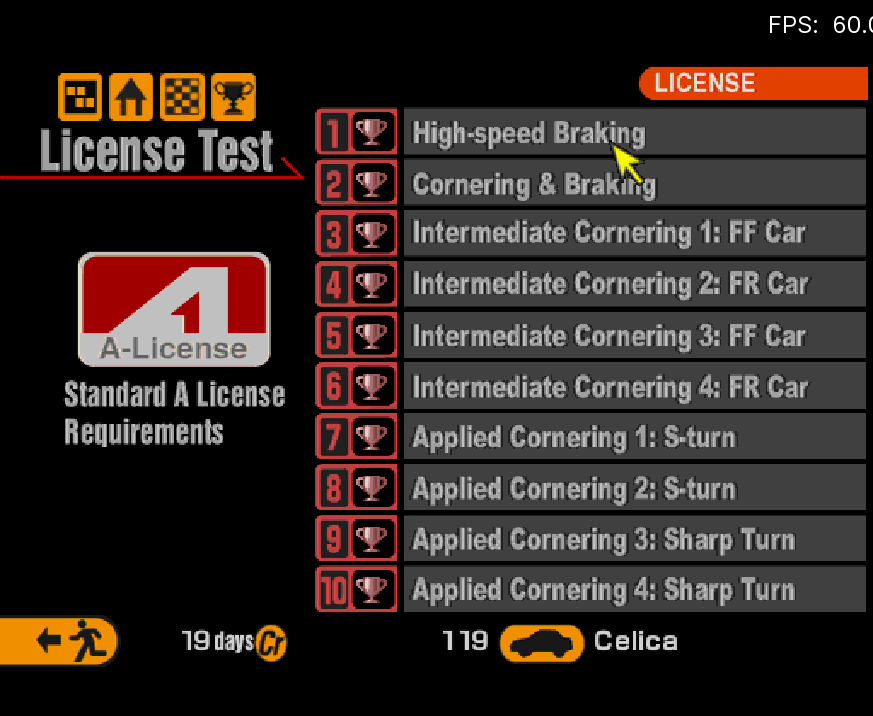 FPS: 60.0
LICENSE
License Test
1 High-speed Braking
2 Cornering & Braking
3 Intermediate Cornering 1: FF Car
4 Intermediate Cornering 2: FR Car
5 Intermediate Cornering 3: FF Car
6 Intermediate Cornering 4: FR Car
7 Applied Cornering 1: S-turn
8 Applied Cornering 2: S-turn
9 Applied Cornering 3: Sharp Turn
10 Applied Cornering 4: Sharp Turn
A-License
Standard A License
Requirements
19 days Cr 119 Celica